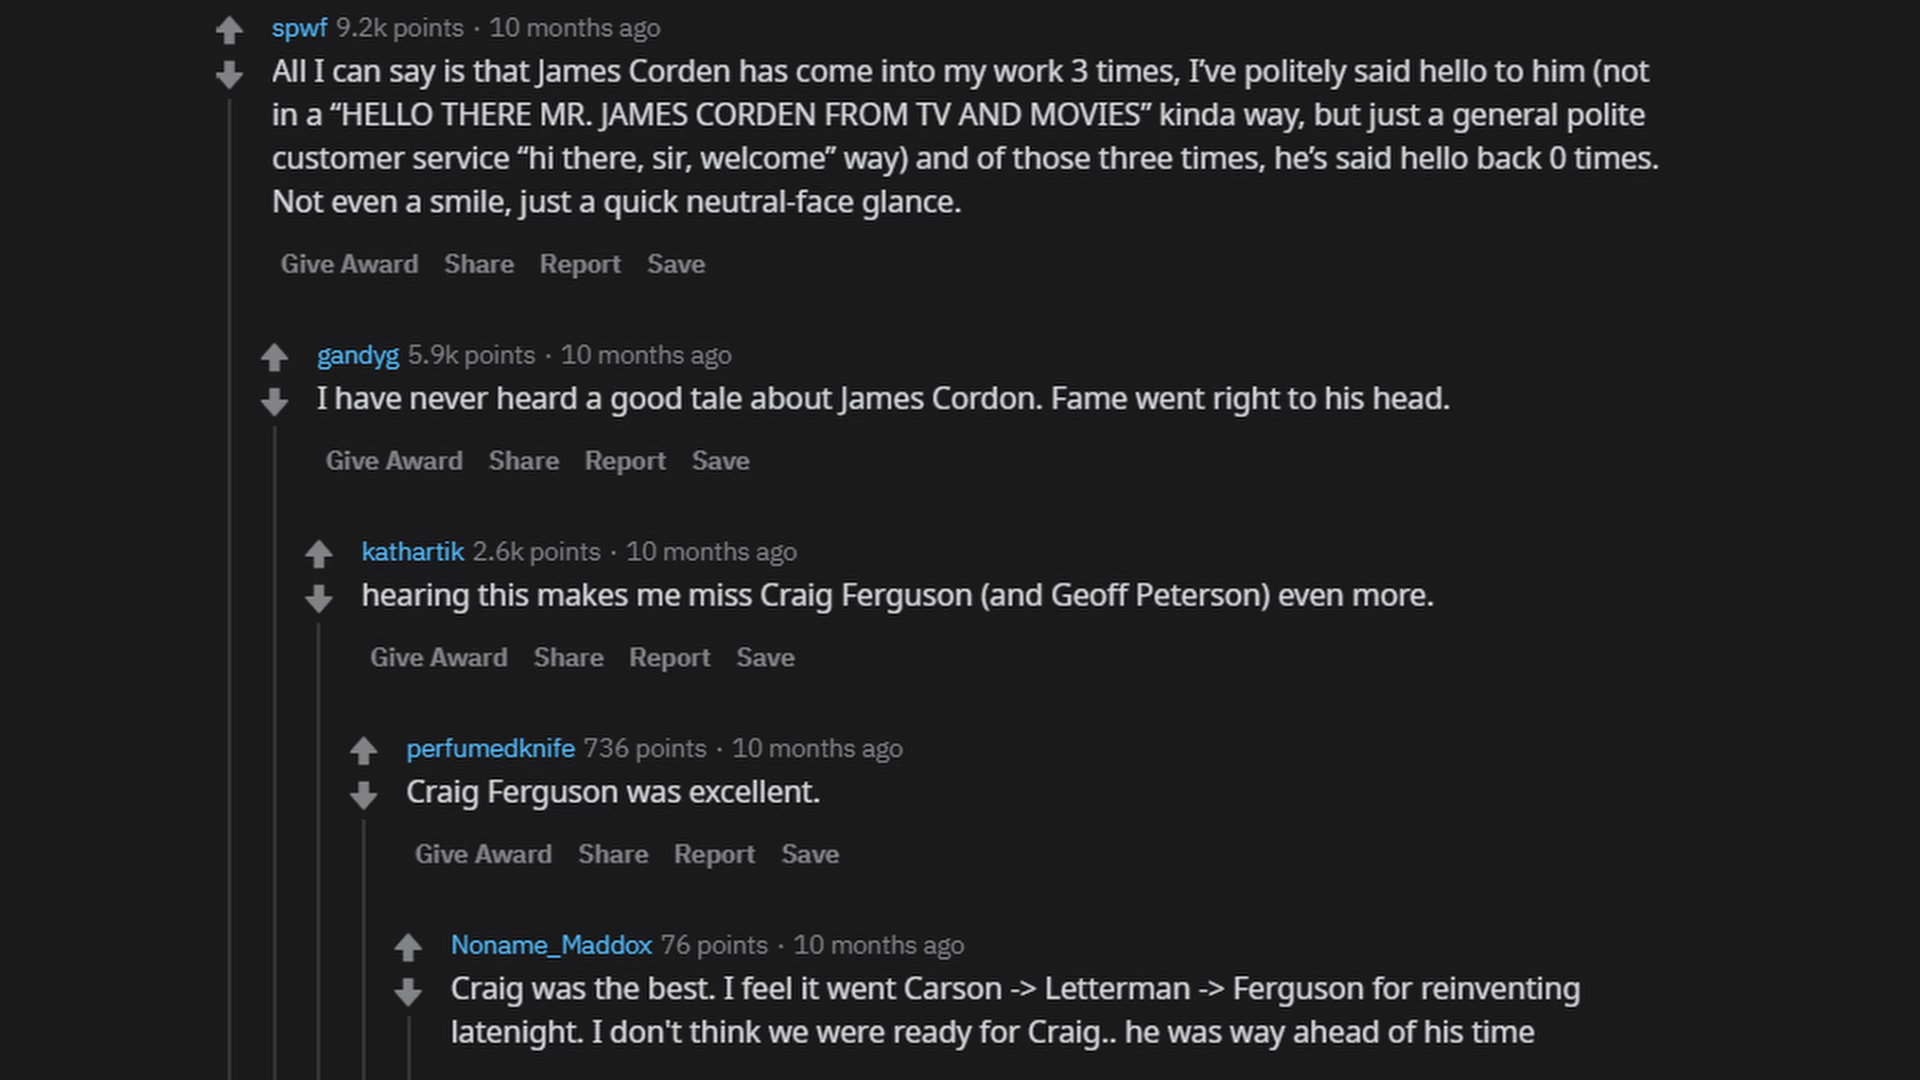 spwf 9.2k points · 10 months ago
All I can say is that James Corden has come into my work 3 times, I’ve politely said hello to him (not
in a “HELLO THERE MR. JAMES CORDEN FROM TV AND MOVIES” kinda way, but just a general polite
customer service “hi there, sir, welcome” way) and of those three times, he’s said hello back 0 times.
Not even a smile, just a quick neutral-face glance.
Give Award Share Report Save
gandyg 5.9k points · 10 months ago
I have never heard a good tale about James Cordon. Fame went right to his head.
Give Award Share Report Save
kathartik 2.6k points · 10 months ago
hearing this makes me miss Craig Ferguson (and Geoff Peterson) even more.
Give Award Share Report Save
perfumedknife 736 points · 10 months ago
Craig Ferguson was excellent.
Give Award Share Report Save
Noname_Maddox 76 points · 10 months ago
Craig was the best. I feel it went Carson -> Letterman -> Ferguson for reinventing
latenight. I don't think we were ready for Craig.. he was way ahead of his time